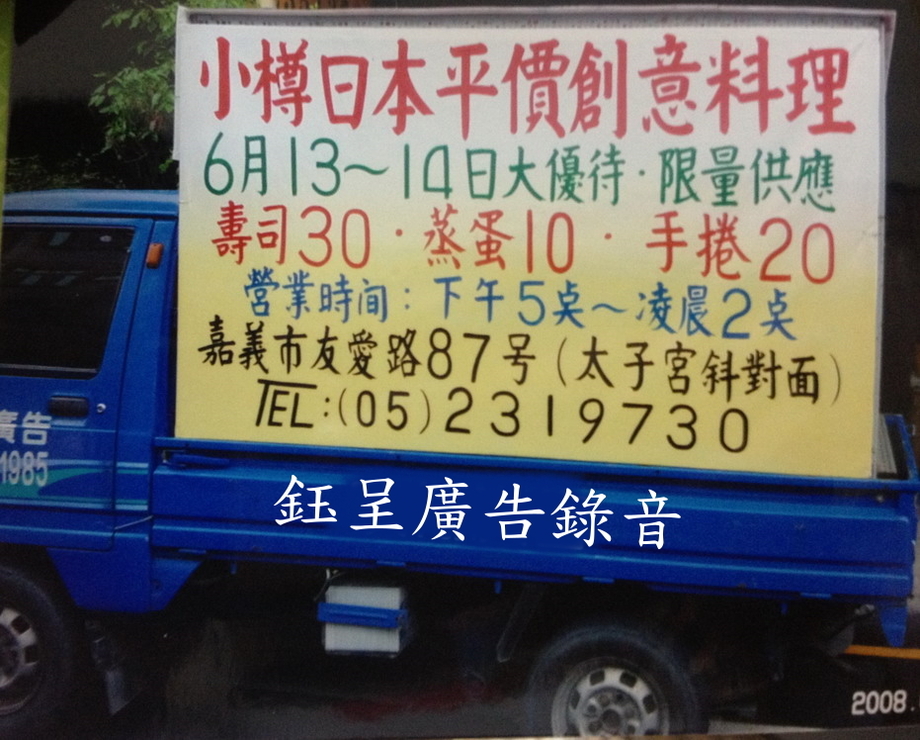 小樽日本平價創意料理
6月13～14日大優待·限量供應
壽司30·蒸蛋10·手捲20
營業時間：下午5点～凌晨2点
嘉義市友愛路87号(太子宮斜對面)
TEL:(05)2319730
廣告
1985
鈺呈廣告錄音
2008.